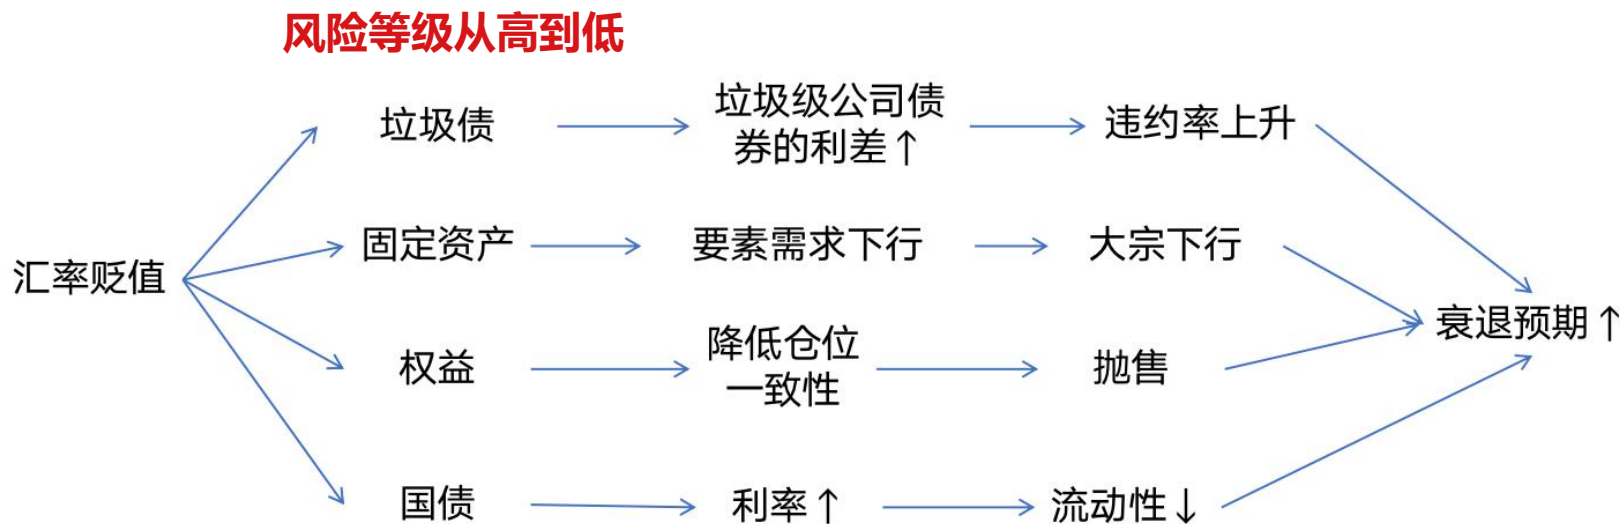 风险等级从高到低
垃圾债
垃圾级公司债
券的利差↑
违约率上升
固定资产
要素需求下行
大宗下行
汇率贬值
衰退预期↑
权益
降低仓位
一致性
抛售
国债
利率↑
流动性↓